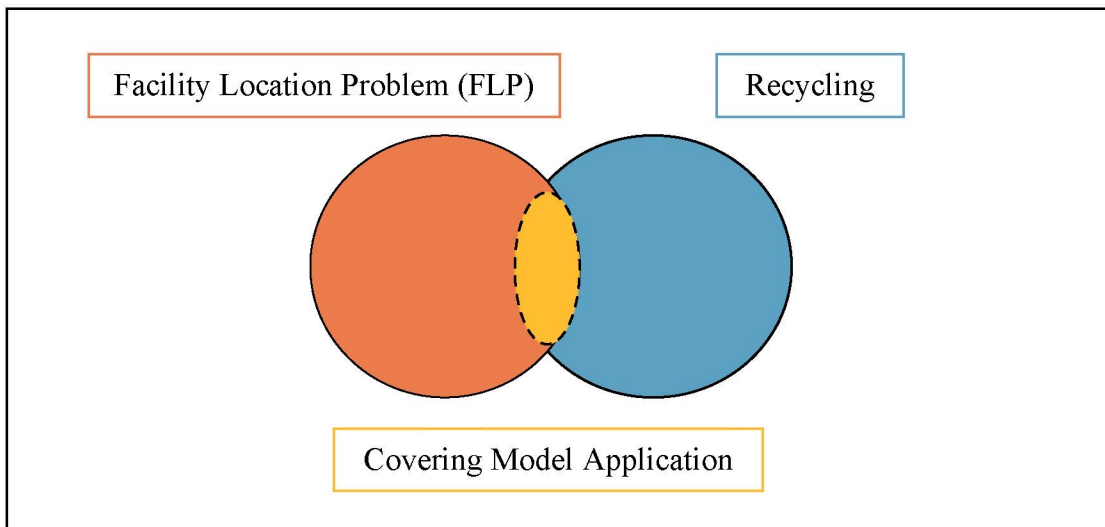 Facility Location Problem (FLP)
Recycling
Covering Model Application